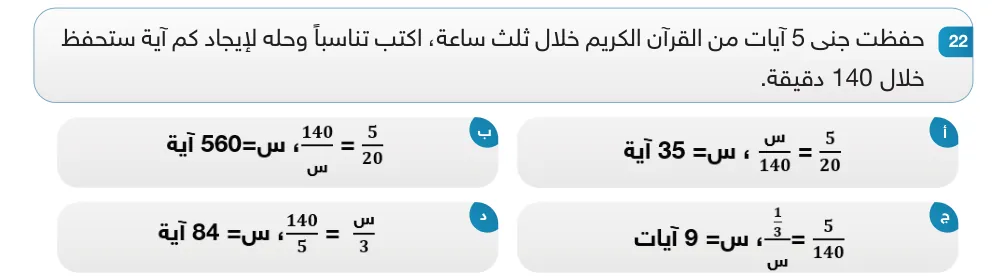 22 حفظت جنى 5 آيات من القرآن الكريم خلال ثلث ساعة، اكتب تناسباً وحله لإيجاد كم آية ستحفظ
خلال 140 دقيقة.
أ 5/20 = س/140 ، س= 35 آية
ب 5/20 = 140/س ، س=560 آية
ج 5/140 = (1/3)/س ، س= 9 آيات
د س/3 = 140/5 ، س= 84 آية